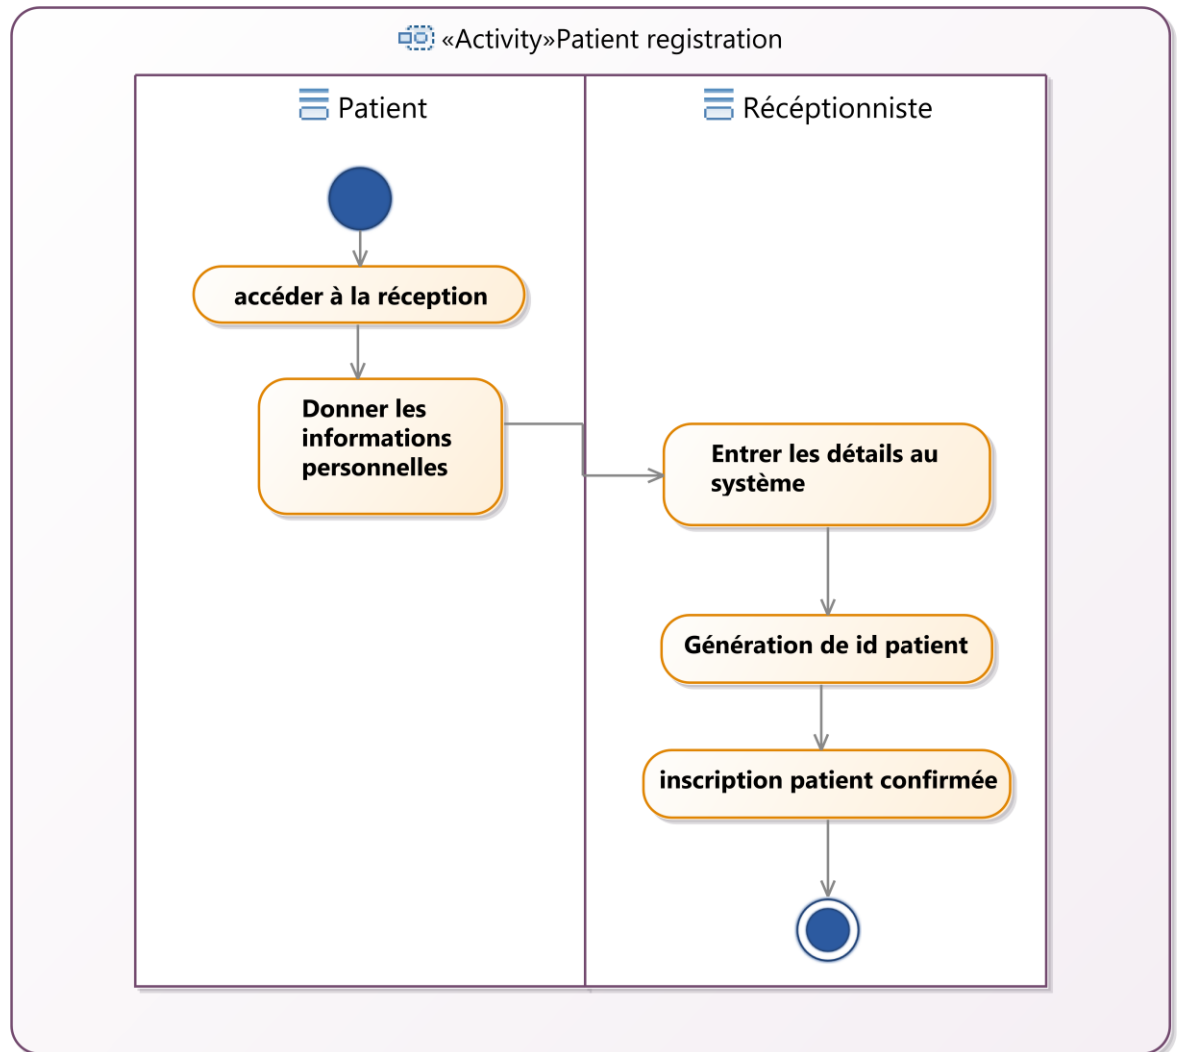 «Activity»Patient registration
Patient
Récéptionniste
accéder à la réception
Donner les
informations
personnelles
Entrer les détails au
système
Génération de id patient
inscription patient confirmée